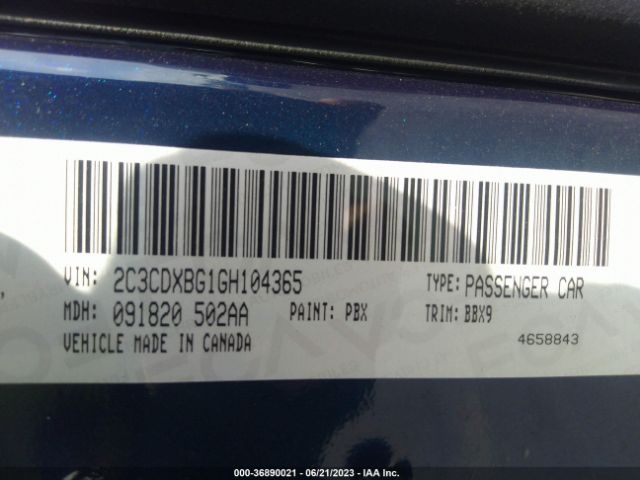 VIN: 2C3CDXBG1GH104365 TYPE: PASSENGER CAR
MDH: 091820 502AA PAINT: PBX TRIM: BBX9
VEHICLE MADE IN CANADA 4658843
000-36890021 - 06/21/2023 - IAA Inc.